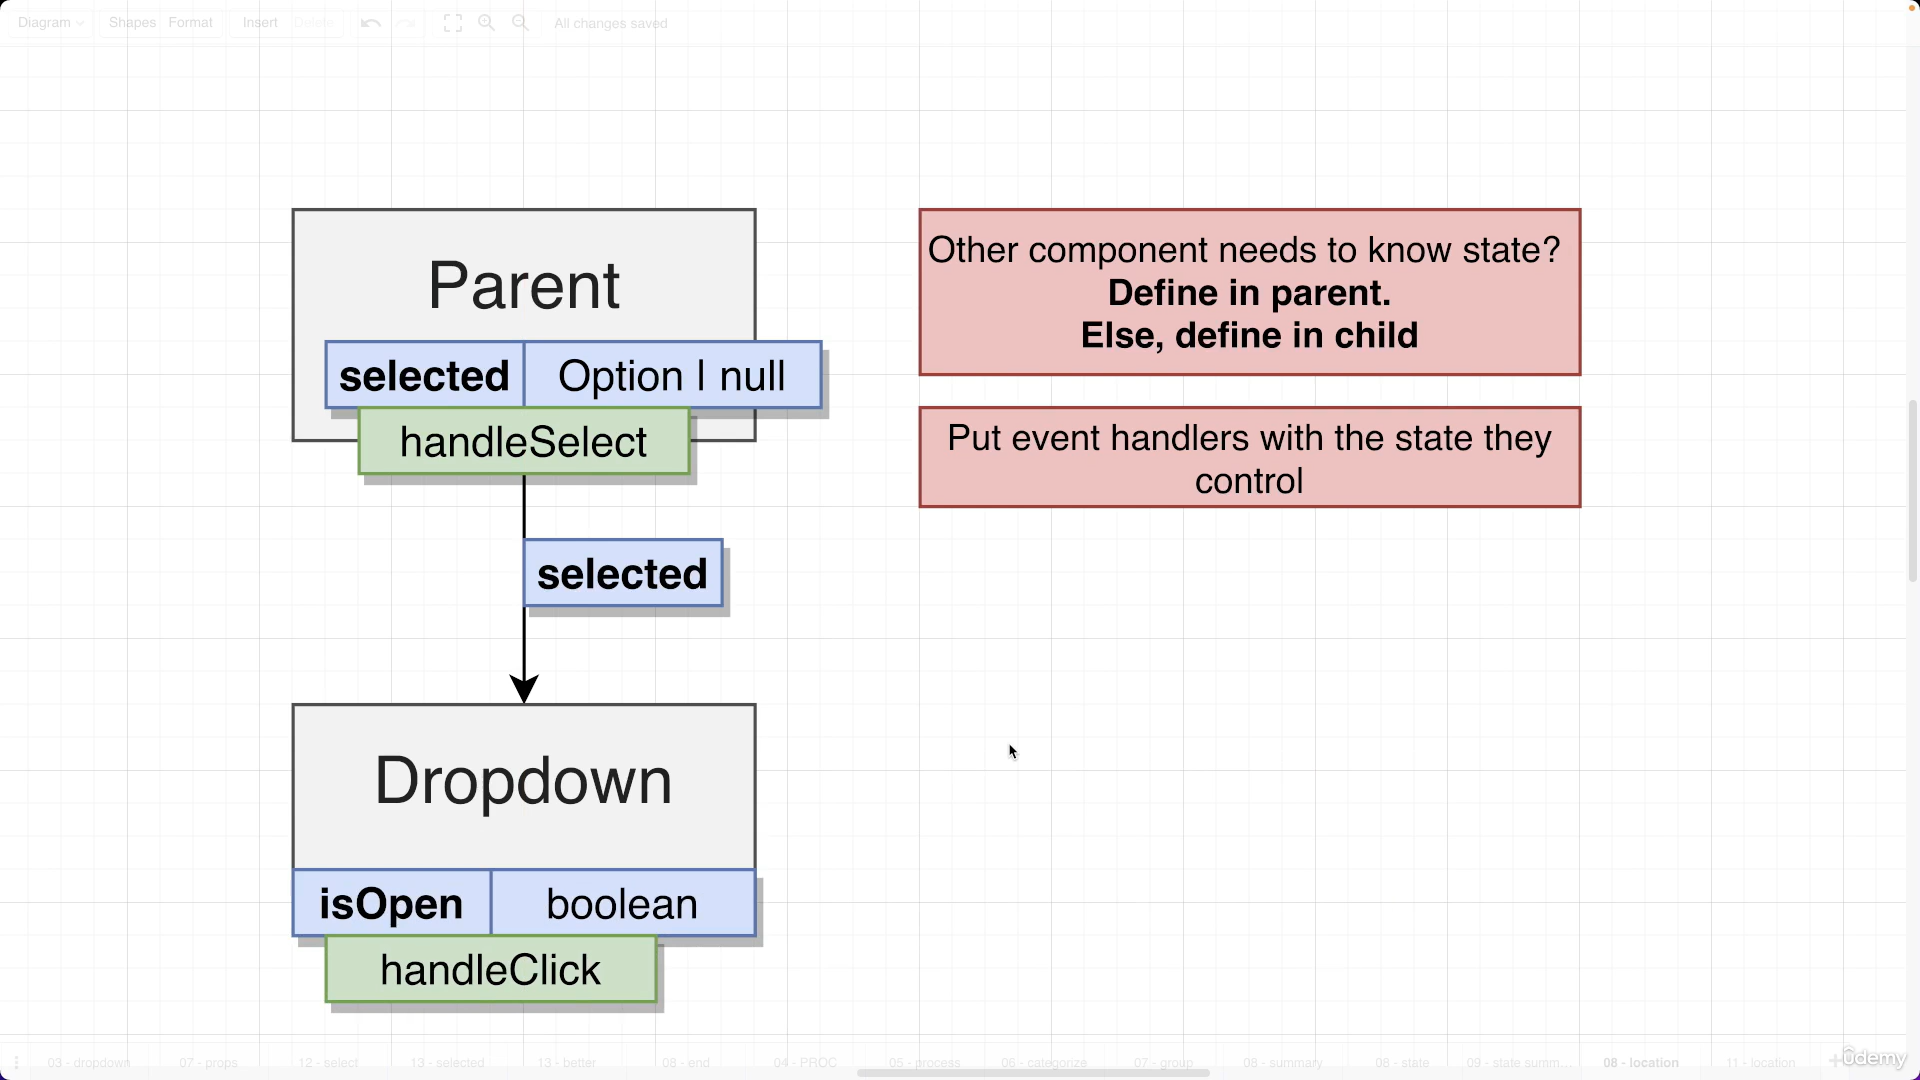 Diagram Shapes Format Insert Delete All changes saved
Parent
selected Option | null
handleSelect
selected
Dropdown
isOpen boolean
handleClick
Other component needs to know state?
Define in parent.
Else, define in child
Put event handlers with the state they
control
03 - dropdown 07 - props 12 - select 13 - selected 13 - better 08 - end 04 - PROC 05 - process 06 - categorize 07 - group 08 - summary 08 - state 09 - state summ... 08 - location 11 - location
ûdemy